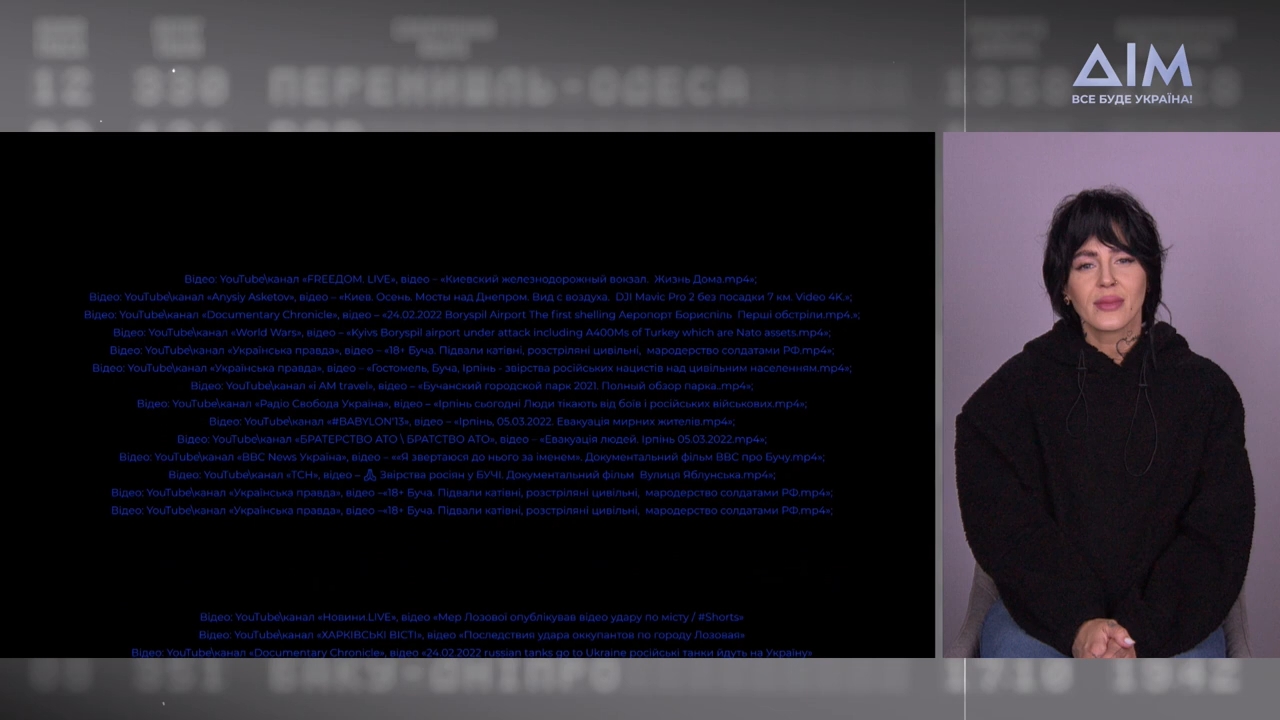 12 930 ПЕРЕКИДЛЬ-ОДЕСА 1958
ДІМ
ВСЕ БУДЕ УКРАЇНА!
Відео: YouTube\канал «FREEДОМ. LIVE», відео – «Киевский железнодорожный вокзал. Жизнь Дома.mp4»;
Відео: YouTube\канал «Anysiy Asketov», відео – «Киев. Осень. Мосты над Днепром. Вид с воздуха. DJI Mavic Pro 2 без посадки 7 км. Video 4K.»;
Відео: YouTube\канал «Documentary Chronicle», відео – «24.02.2022 Boryspil Airport The first shelling Аеропорт Бориспіль Перші обстріли.mp4.»;
Відео: YouTube\канал «World Wars», відео – «Kyivs Boryspil airport under attack including A400Ms of Turkey which are Nato assets.mp4»;
Відео: YouTube\канал «Українська правда», відео – «18+ Буча. Підвали катівні, розстріляні цивільні, мародерство солдатами РФ.mp4»;
Відео: YouTube\канал «Українська правда», відео – «Гостомель, Буча, Ірпінь - звірства російських нацистів над цивільним населенням.mp4»;
Відео: YouTube\канал «i AM travel», відео – «Бучанский городской парк 2021. Полный обзор парка..mp4»;
Відео: YouTube\канал «Радіо Свобода Україна», відео – «Ірпінь сьогодні Люди тікають від боїв і російських військових.mp4»;
Відео: YouTube\канал «#BABYLON'13», відео – «Ірпінь, 05.03.2022. Евакуація мирних жителів.mp4»;
Відео: YouTube\канал «БРАТЕРСТВО АТО \ БРАТСТВО АТО», відео - «Евакуація людей. Ірпінь 05.03.2022.mp4»;
Відео: YouTube\канал «BBC News Україна», відео – ««Я звертаюся до нього за іменем». Документальний фільм ВВС про Бучу.mp4»;
Відео: YouTube\канал «ТСН», відео – 🙏 Звірства росіян у БУЧІ. Документальний фільм Вулиця Яблунська.mp4»;
Відео: YouTube\канал «Українська правда», відео –«18+ Буча. Підвали катівні, розстріляні цивільні, мародерство солдатами РФ.mp4»;
Відео: YouTube\канал «Українська правда», відео –«18+ Буча. Підвали катівні, розстріляні цивільні, мародерство солдатами РФ.mp4»;
Відео: YouTube\канал «Новини.LIVE», відео «Мер Лозової опублікував відео удару по місту / #Shorts»
Відео: YouTube\канал «ХАРКІВСЬКІ ВІСТІ», відео «Последствия удара оккупантов по городу Лозовая»
Відео: YouTube\канал «Documentary Chronicle», відео «24.02.2022 russian tanks go to Ukraine російські танки йдуть на Україну»
БАКУ-ДНІПРО 1710 1942